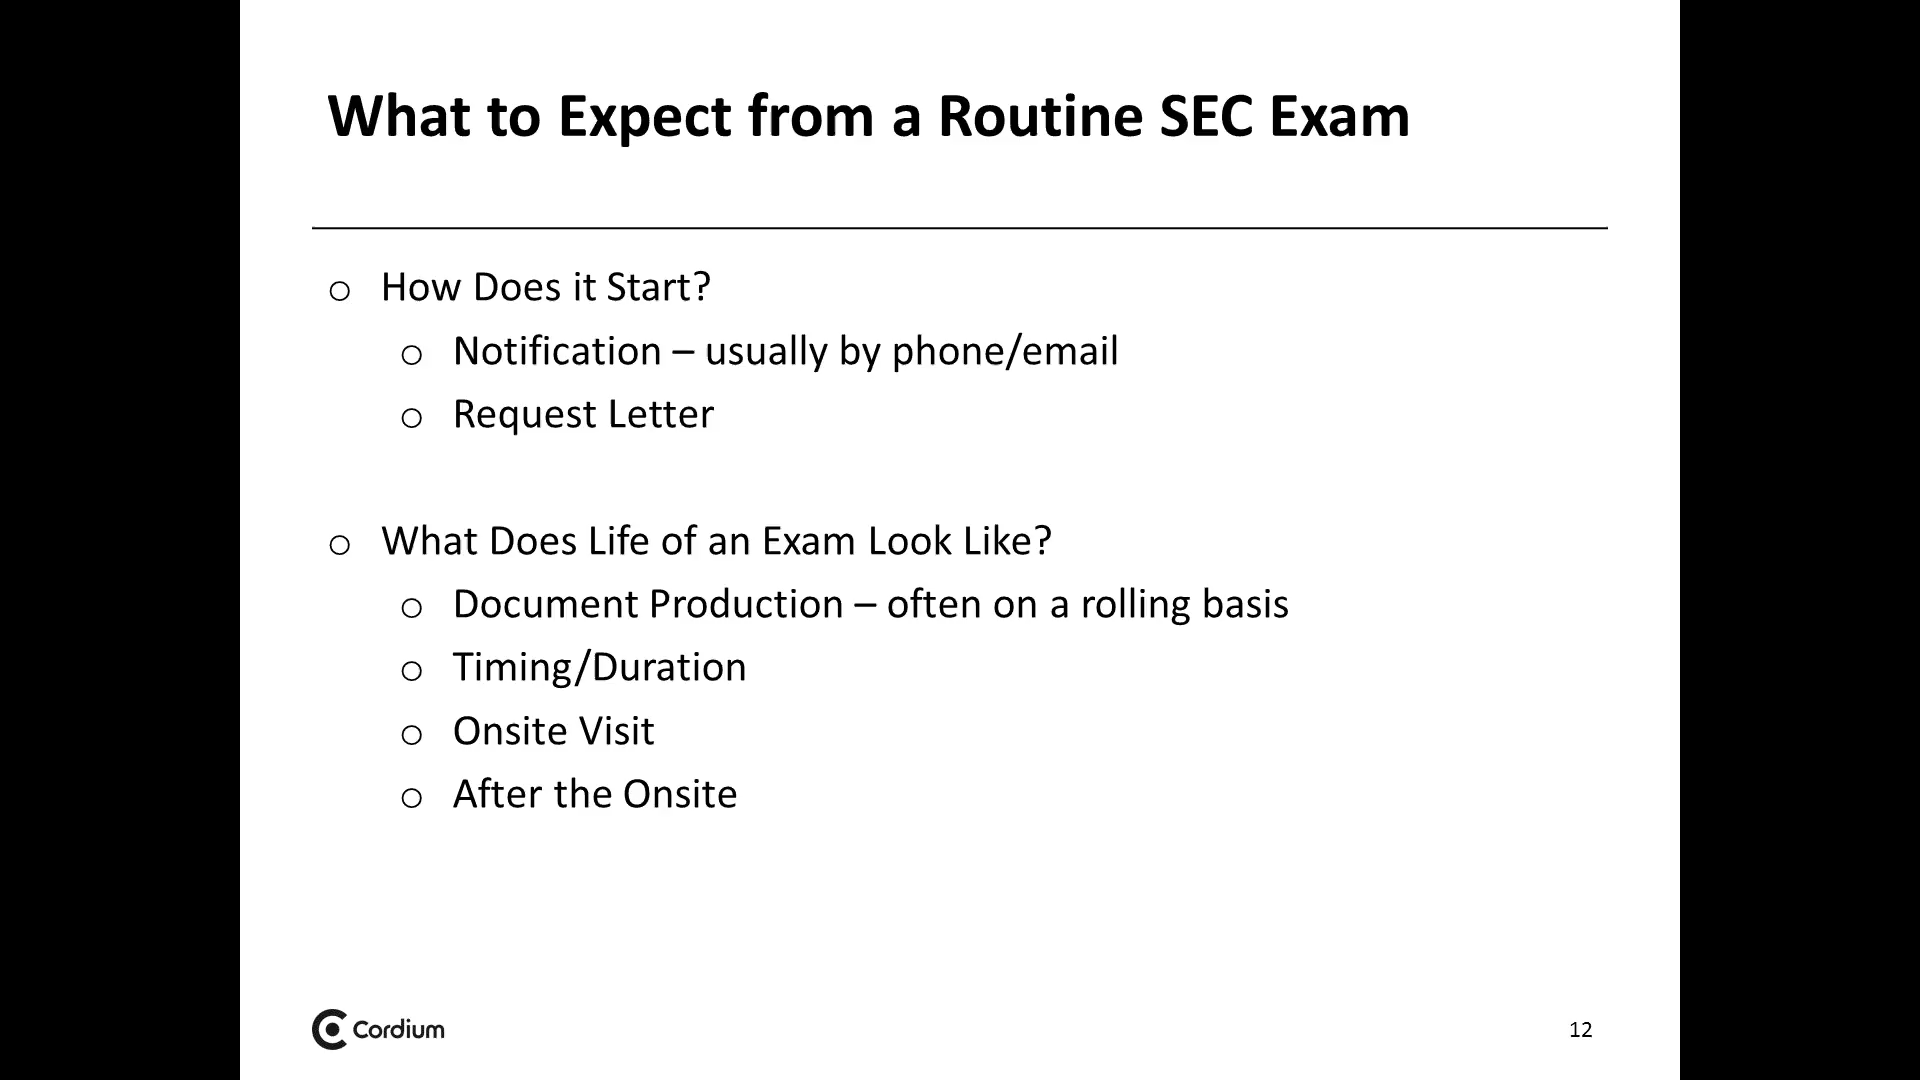 What to Expect from a Routine SEC Exam
o How Does it Start?
o Notification – usually by phone/email
o Request Letter
o What Does Life of an Exam Look Like?
o Document Production – often on a rolling basis
o Timing/Duration
o Onsite Visit
o After the Onsite
Cordium
12